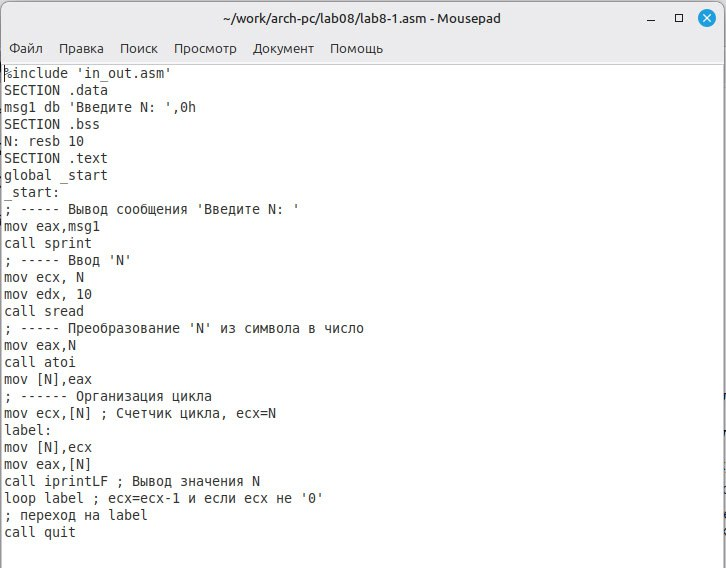 ~/work/arch-pc/lab08/lab8-1.asm - Mousepad
Файл Правка Поиск Просмотр Документ Помощь
%include 'in_out.asm'
SECTION .data
msg1 db 'Введите N: ',0h
SECTION .bss
N: resb 10
SECTION .text
global _start
_start:
; ----- Вывод сообщения 'Введите N: '
mov eax,msg1
call sprint
; ----- Ввод 'N'
mov ecx, N
mov edx, 10
call sread
; ----- Преобразование 'N' из символа в число
mov eax,N
call atoi
mov [N],eax
; ------ Организация цикла
mov ecx,[N] ; Счетчик цикла, ecx=N
label:
mov [N],ecx
mov eax,[N]
call iprintLF ; Вывод значения N
loop label ; ecx=ecx-1 и если ecx не '0'
; переход на label
call quit